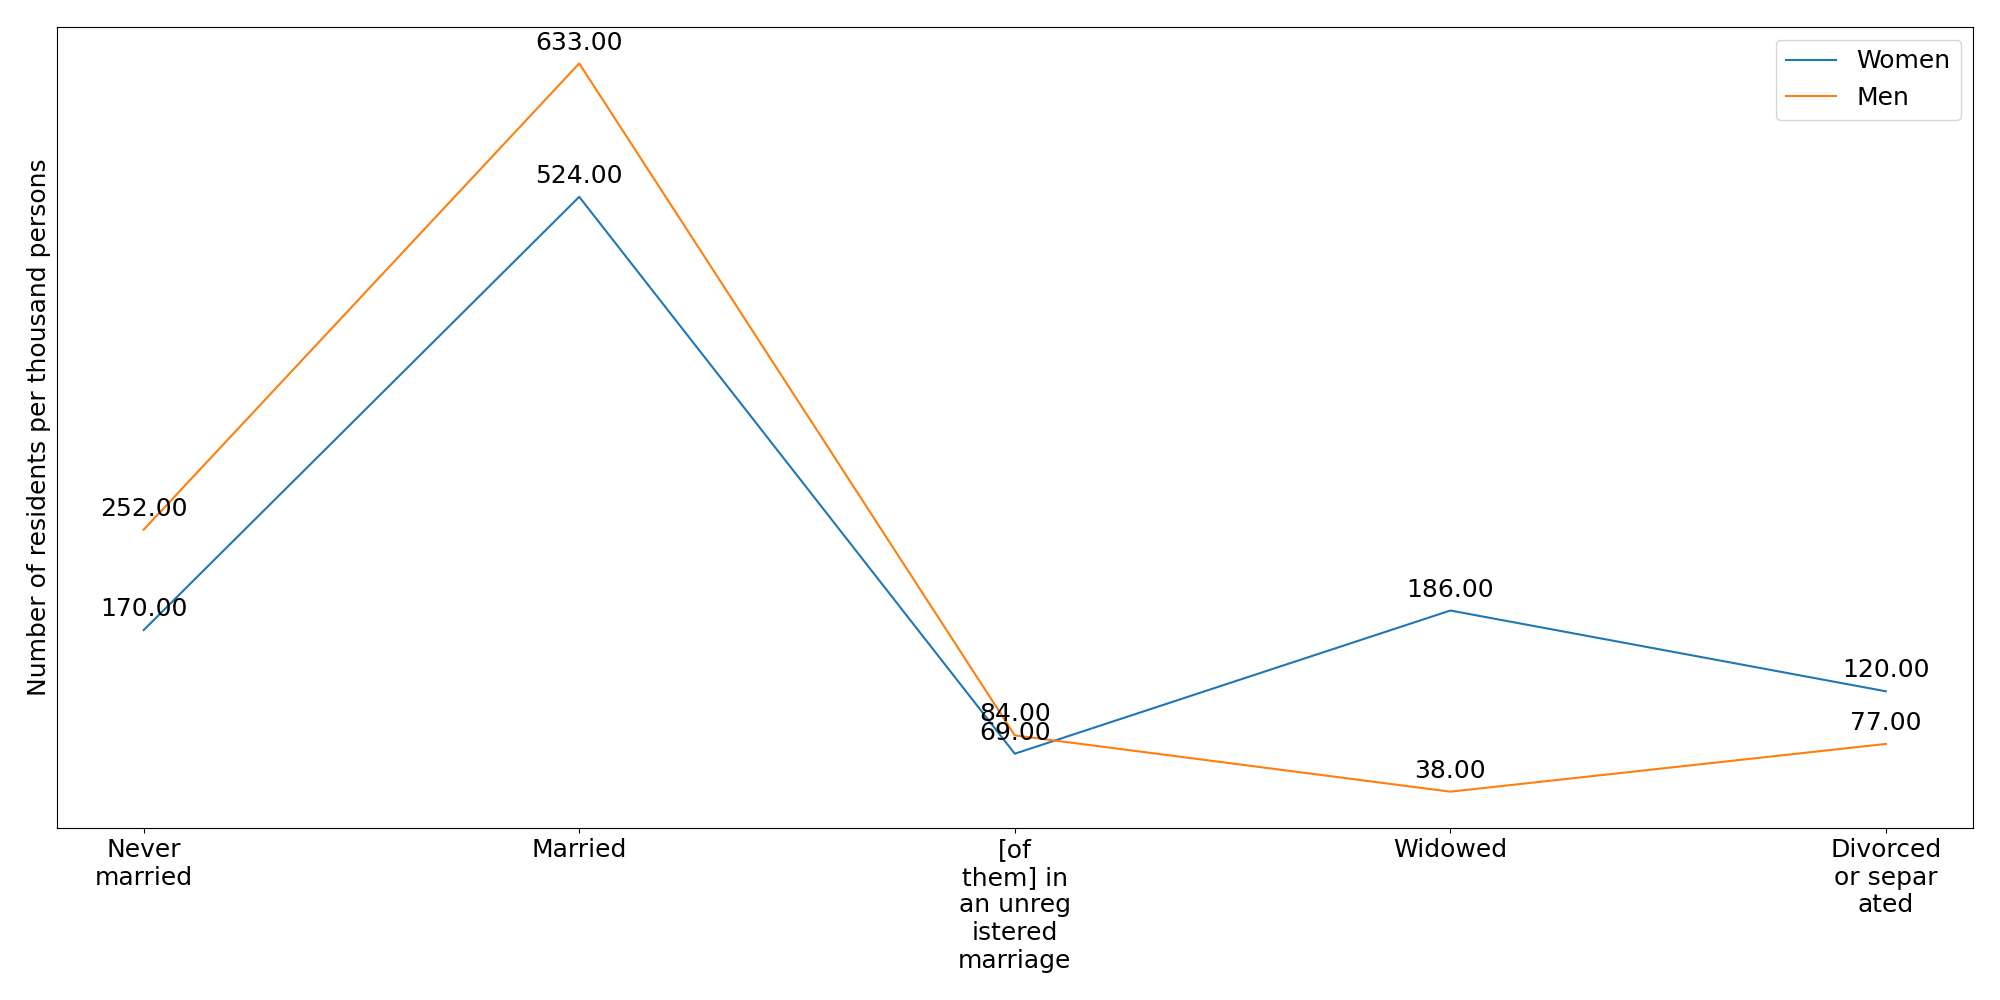 633.00
Women
Men
524.00
Number of residents per thousand persons
252.00
170.00
186.00
120.00
84.00
69.00
77.00
38.00
Never
married
Married
[of
them] in
an unreg
istered
marriage
Widowed
Divorced
or separ
ated